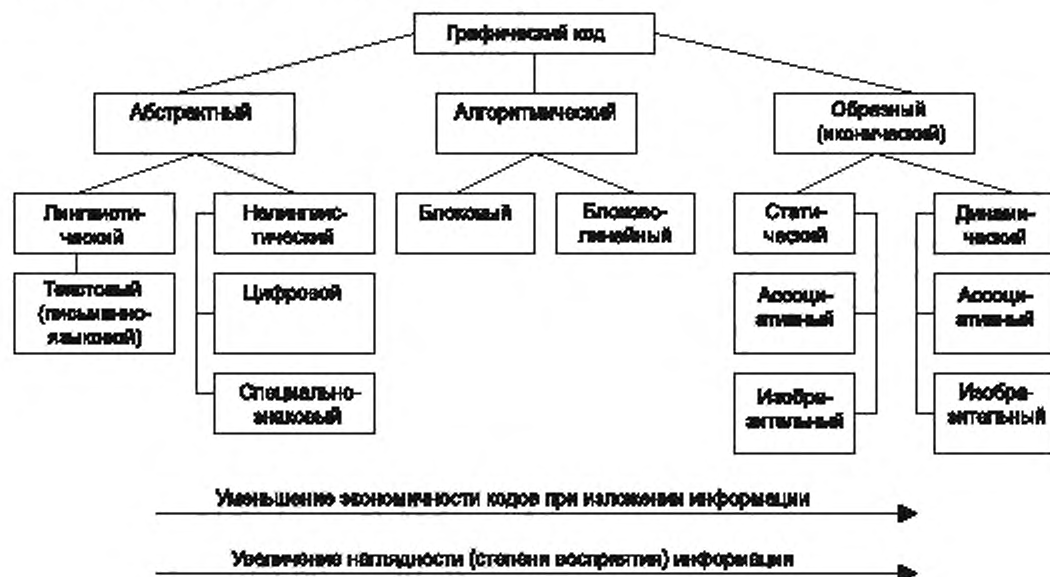 Графический код
Абстрактный
Алгоритмический
Образный
(иконический)
Лингвисти-
ческий
Нелингвис-
тический
Блоковый
Блоково-
линейный
Стати-
ческий
Динами-
ческий
Текстовый
(письменно-
языковой)
Цифровой
Ассоци-
ативный
Ассоци-
ативный
Специально-
знаковый
Изобра-
зительный
Изобра-
зительный
Уменьшение экономичности кодов при изложении информации
Увеличение наглядности (степени восприятия) информации